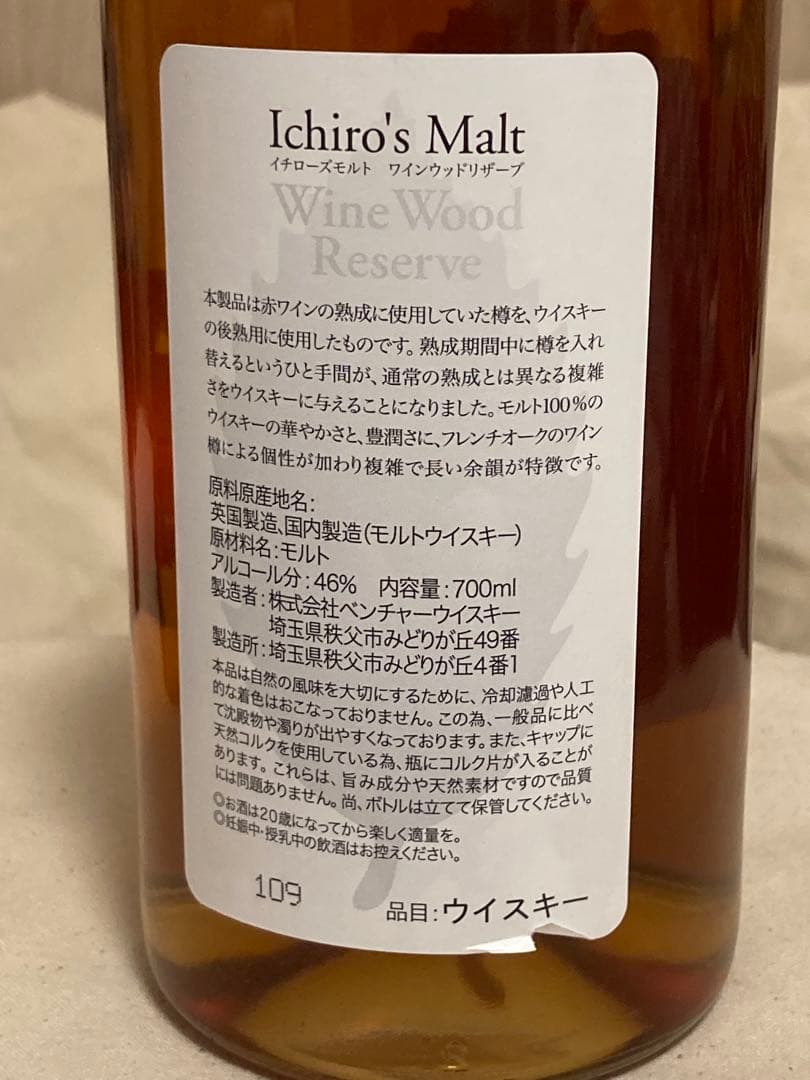 Ichiro's Malt
イチローズモルト　ワインウッドリザーブ
Wine Wood
Reserve
本製品は赤ワインの熟成に使用していた樽を、ウイスキー
の後熟用に使用したものです。熟成期間中に樽を入れ
替えるというひと手間が、通常の熟成とは異なる複雑
さをウイスキーに与えることになりました。モルト100％の
ウイスキーの華やかさと、豊潤さに、フレンチオークのワイン
樽による個性が加わり複雑で長い余韻が特徴です。
原料原産地名：
英国製造、国内製造（モルトウイスキー）
原材料名：モルト
アルコール分：46％　内容量：700ml
製造者：株式会社ベンチャーウイスキー
埼玉県秩父市みどりが丘49番
製造所：埼玉県秩父市みどりが丘4番1
本品は自然の風味を大切にするために、冷却濾過や人工
的な着色はおこなっておりません。この為、一般品に比べ
て沈殿物や濁りが出やすくなっております。また、キャップに
天然コルクを使用している為、瓶にコルク片が入ることが
あります。これらは、旨み成分や天然素材ですので品質
には問題ありません。尚、ボトルは立てて保管してください。
◎お酒は20歳になってから楽しく適量を。
◎妊娠中・授乳中の飲酒はお控えください。
109
品目：ウイスキー